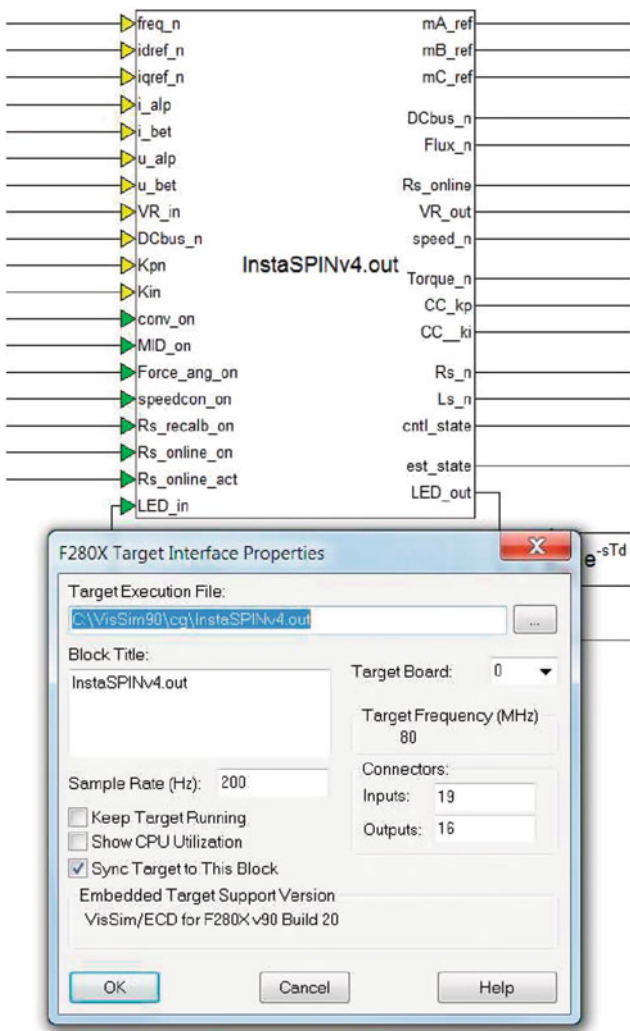 freq_n
idref_n
iqref_n
i_alp
i_bet
u_alp
u_bet
VR_in
DCbus_n
Kpn
Kin
conv_on
MID_on
Force_ang_on
speedcon_on
Rs_recalb_on
Rs_online_on
Rs_online_act
LED_in
InstaSPINv4.out
mA_ref
mB_ref
mC_ref
DCbus_n
Flux_n
Rs_online
VR_out
speed_n
Torque_n
CC_kp
CC__ki
Rs_n
Ls_n
cntl_state
est_state
LED_out
e-sTd
F280X Target Interface Properties
Target Execution File:
C:\VisSim90\cg\InstaSPINv4.out
...
Block Title:
InstaSPINv4.out
Target Board: 0
Target Frequency (MHz)
80
Sample Rate (Hz): 200
Connectors:
Inputs: 19
Outputs: 16
Keep Target Running
Show CPU Utilization
Sync Target to This Block
Embedded Target Support Version
VisSim/ECD for F280X v90 Build 20
OK
Cancel
Help